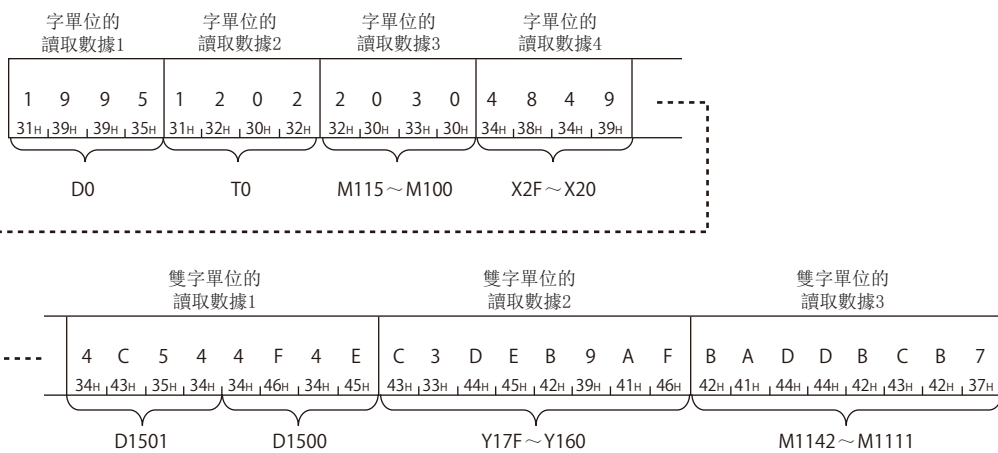 字單位的 字單位的 字單位的 字單位的
讀取數據1 讀取數據2 讀取數據3 讀取數據4
1 9 9 5 1 2 0 2 2 0 3 0 4 8 4 9
31H 39H 39H 35H 31H 32H 30H 32H 32H 30H 33H 30H 34H 38H 34H 39H
D0 T0 M115～M100 X2F～X20
雙字單位的 雙字單位的 雙字單位的
讀取數據1 讀取數據2 讀取數據3
4 C 5 4 4 F 4 E C 3 D E B 9 A F B A D D B C B 7
34H 43H 35H 34H 34H 46H 34H 45H 43H 33H 44H 45H 42H 39H 41H 46H 42H 41H 44H 44H 42H 43H 42H 37H
D1501 D1500 Y17F～Y160 M1142～M1111